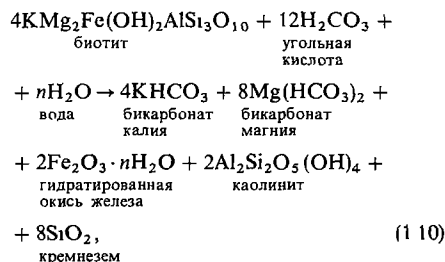 4KMg₂Fe(OH)₂AlSi₃O₁₀ + 12H₂CO₃ +
биотит угольная
кислота
+ nH₂O → 4KHCO₃ + 8Mg(HCO₃)₂ +
вода бикарбонат бикарбонат
калия магния
+ 2Fe₂O₃·nH₂O + 2Al₂Si₂O₅(OH)₄ +
гидратированная каолинит
окись железа
+ 8SiO₂, (1 10)
кремнезем